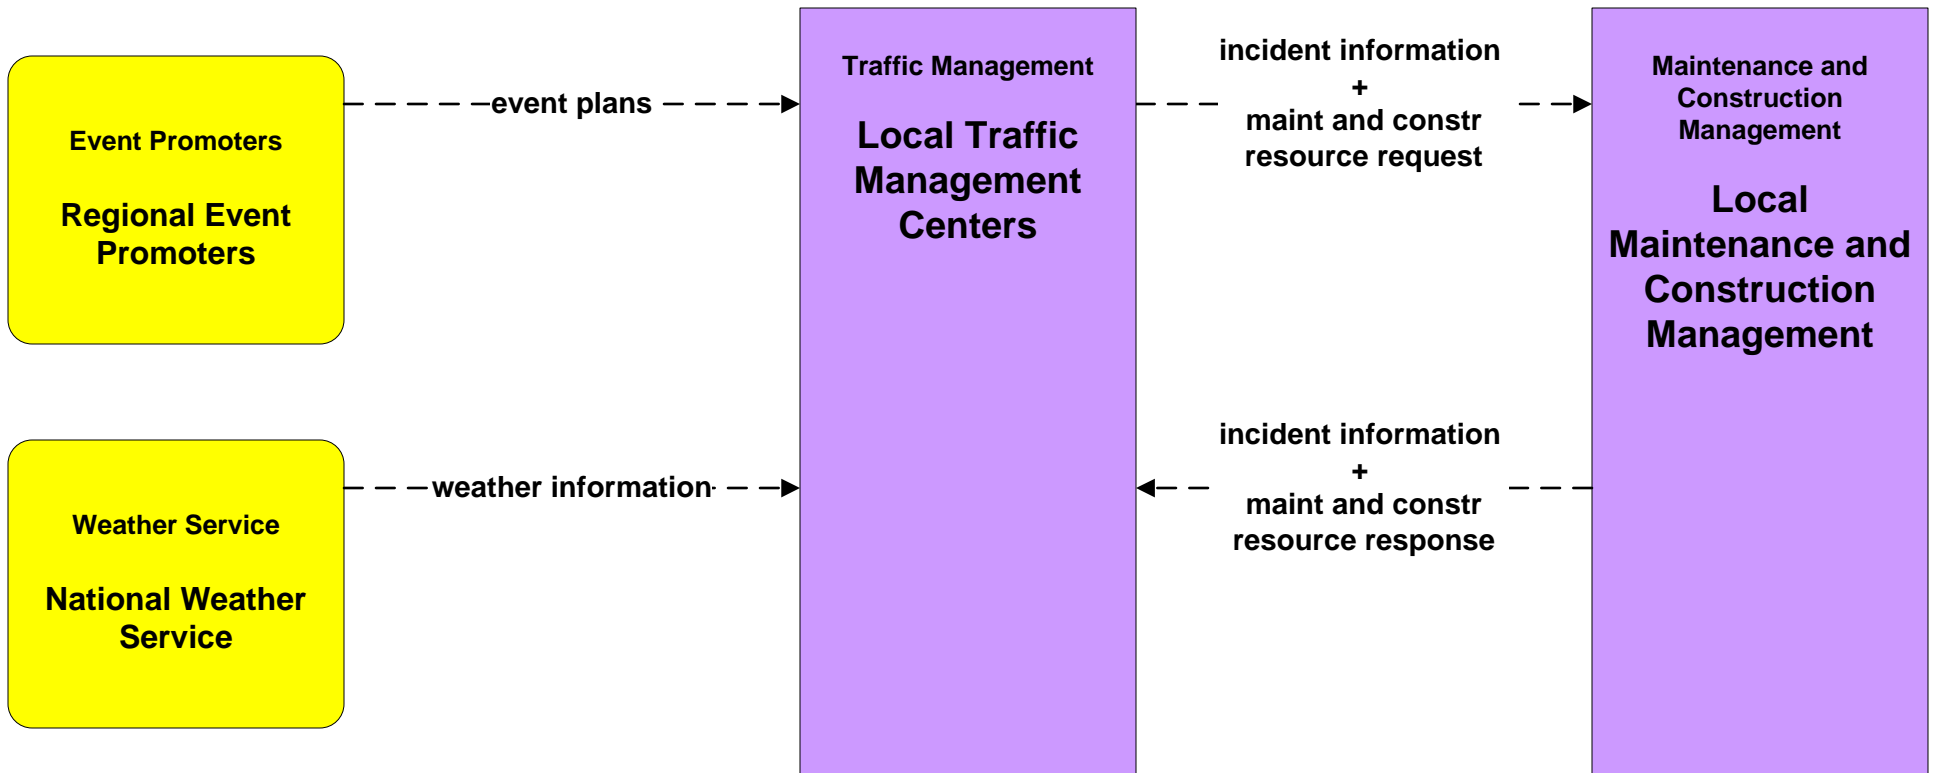 Event Promoters
Regional Event
Promoters
event plans
Traffic Management
Local Traffic
Management
Centers
incident information
+
maint and constr
resource request
Maintenance and
Construction
Management
Local
Maintenance and
Construction
Management
Weather Service
National Weather
Service
weather information
incident information
+
maint and constr
resource response